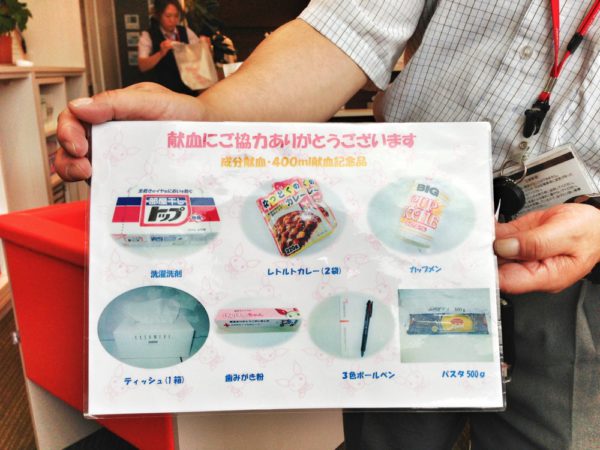 献血にご協力ありがとうございます
成分献血・400ml献血記念品
部屋干し
トップ
BIG
洗濯洗剤
レトルトカレー(2袋)
カップメン
ティッシュ(1箱)
歯みがき粉
3色ボールペン
パスタ500g